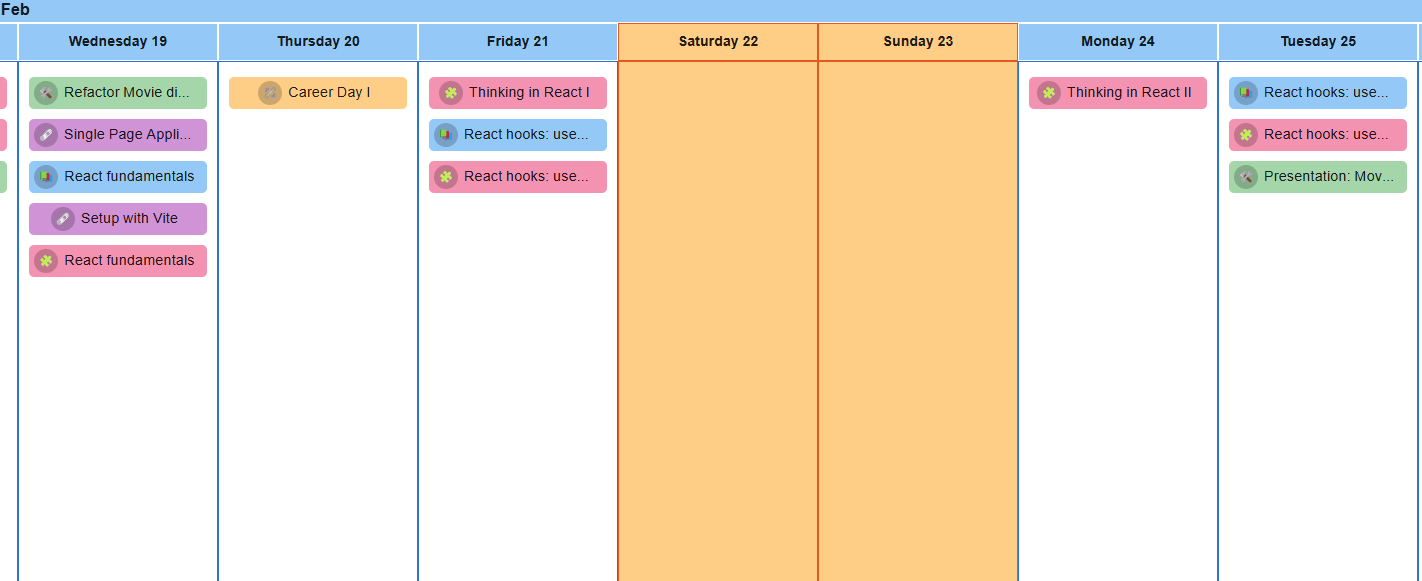 Feb
Wednesday 19
Thursday 20
Friday 21
Saturday 22
Sunday 23
Monday 24
Tuesday 25
Refactor Movie di...
Single Page Appli...
React fundamentals
Setup with Vite
React fundamentals
Career Day I
Thinking in React I
React hooks: use...
React hooks: use...
Thinking in React II
React hooks: use...
React hooks: use...
Presentation: Mov...